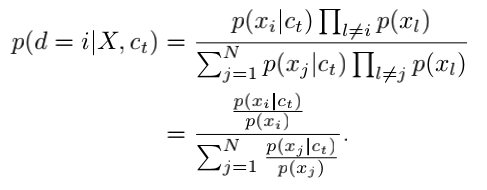 p(d = i|X, c_t) = \frac{p(x_i|c_t) \prod_{l \neq i} p(x_l)}{\sum_{j=1}^{N} p(x_j|c_t) \prod_{l \neq j} p(x_l)}
= \frac{\frac{p(x_i|c_t)}{p(x_i)}}{\sum_{j=1}^{N} \frac{p(x_j|c_t)}{p(x_j)}}.